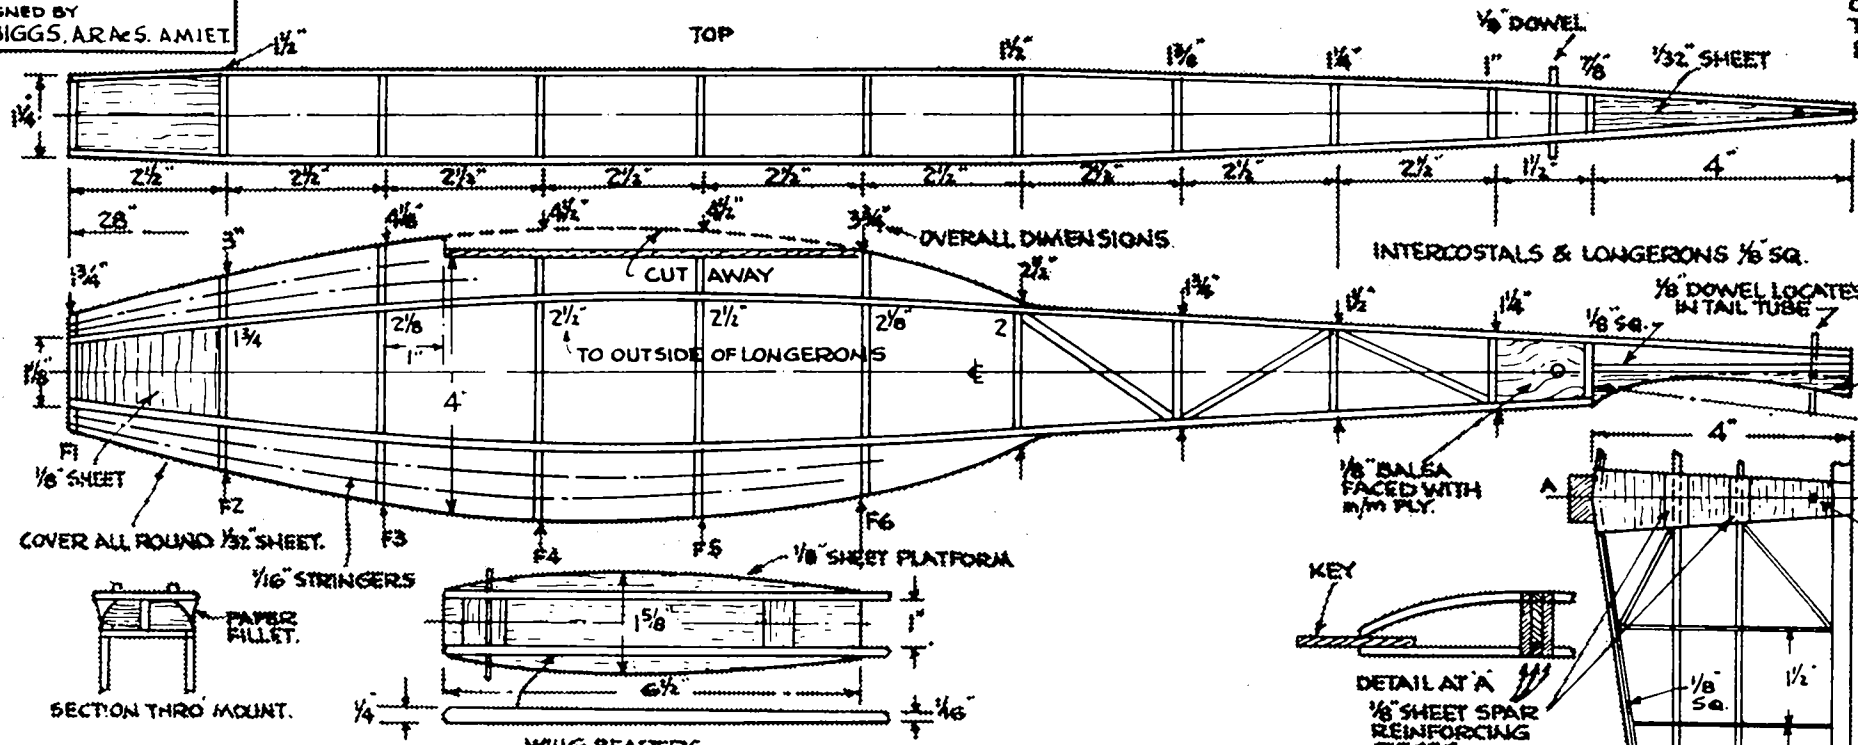 GNED BY
IGGS. A.R.Ae.S. A.M.I.E.T.
TOP
1½"
1½"
1⅜"
1¼"
⅛" DOWEL
1"
⅞"
1/32" SHEET
1¼"
2½"
2½"
2½"
2½"
2½"
2½"
2½"
2½"
2½"
1½"
4"
28"
3"
4⅛"
4½"
4½"
3¾"
OVERALL DIMENSIONS.
INTERCOSTALS & LONGERONS ⅛" SQ.
1¾"
CUT AWAY
2½"
1¾"
1½"
1¼"
⅛" SQ.
⅛" DOWEL LOCATES
IN TAIL TUBE
1¾
2⅛
2½"
2½"
2⅛"
2
TO OUTSIDE OF LONGERONS
1"
1⅛"
4"
℄
F1
⅛" SHEET
F2
F3
F4
F5
F6
COVER ALL ROUND 1/32" SHEET.
1/16" STRINGERS
⅛" SHEET PLATFORM
⅛" BALSA
FACED WITH
m/m PLY.
4"
A
PAPER
FILLET.
SECTION THRO' MOUNT.
1⅝"
1"
6½"
¼"
1/16"
KEY
DETAIL AT 'A'
⅛" SHEET SPAR
REINFORCING
⅛"
SQ.
1½"